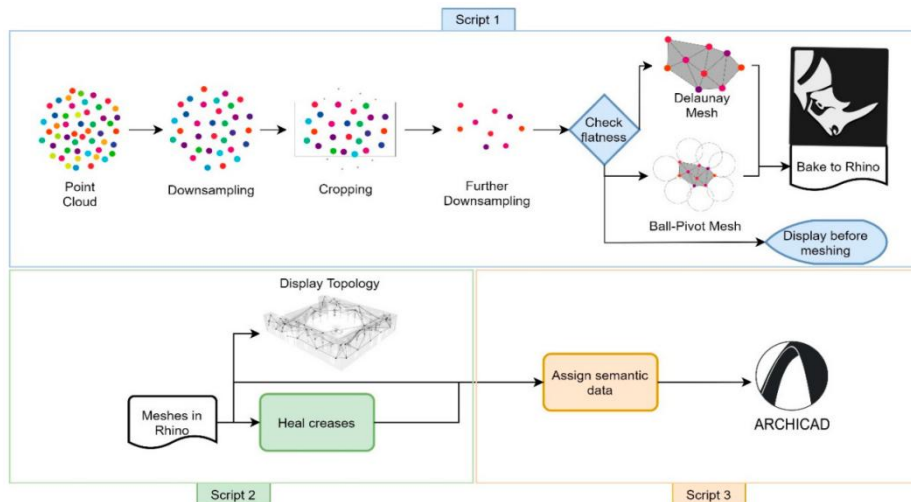 Script 1
Point
Cloud
Downsampling
Cropping
Further
Downsampling
Check
flatness
Delaunay
Mesh
Ball-Pivot Mesh
Bake to Rhino
Display before
meshing
Display Topology
Meshes in
Rhino
Heal creases
Assign semantic
data
ARCHICAD
Script 2
Script 3